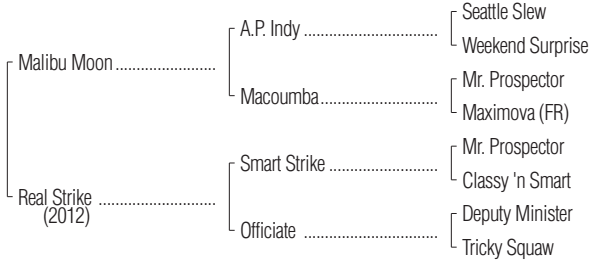 Seattle Slew
A.P. Indy
Weekend Surprise
Malibu Moon
Mr. Prospector
Macoumba
Maximova (FR)
Mr. Prospector
Smart Strike
Classy 'n Smart
Real Strike
(2012)
Deputy Minister
Officiate
Tricky Squaw